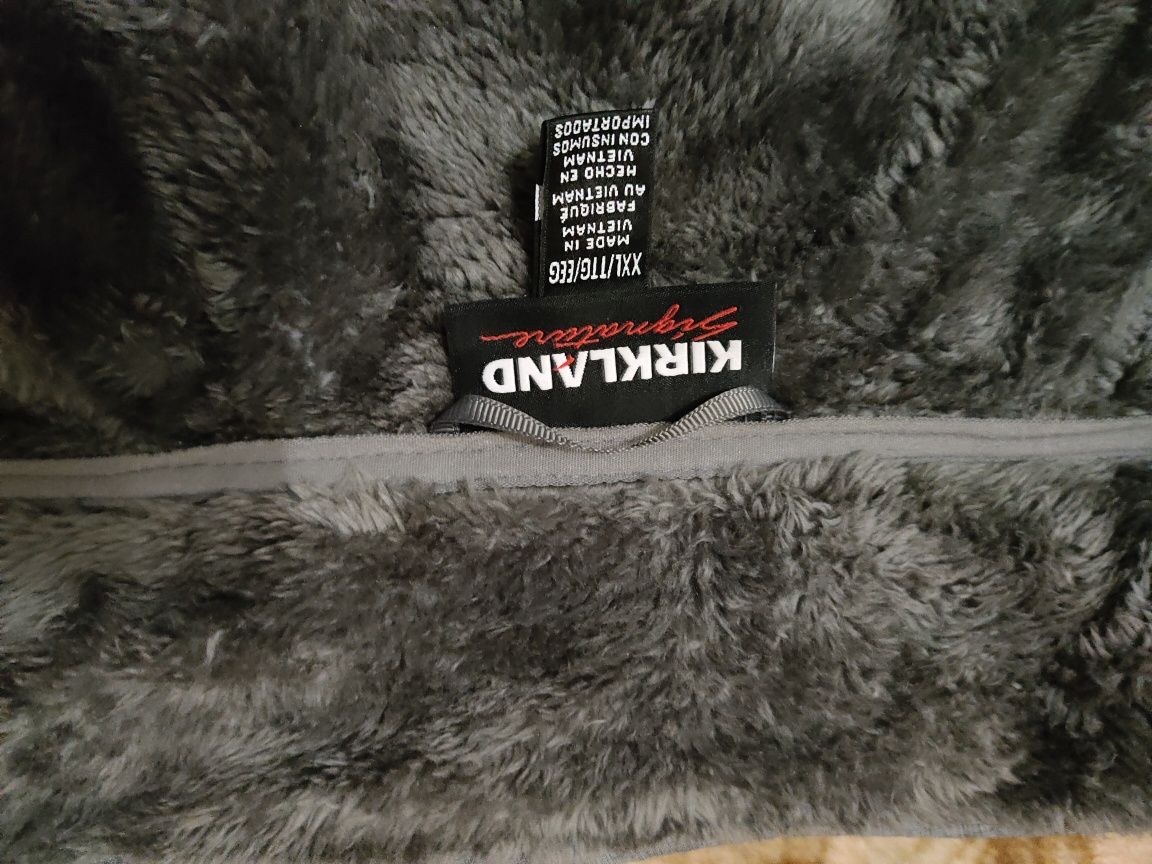 KIRKLAND
Signature
XXL/TTG/EEG
MADE IN
VIETNAM
FABRIQUÉ
AU VIETNAM
HECHO EN
VIETNAM
CON INSUMOS
IMPORTADOS